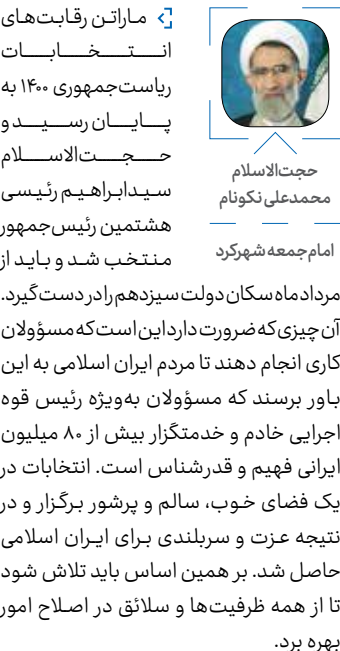 حجت‌الاسلام
محمدعلی نکونام
امام‌جمعه شهرکرد
ماراتن رقابت‌های
انتخابات
ریاست‌جمهوری ۱۴۰۰ به
پایان رسید و
حجت‌الاسلام
سیدابراهیم رئیسی
هشتمین رئیس‌جمهور
منتخب شد و باید از
مردادماه سکان دولت سیزدهم را در دست گیرد.
آن چیزی که ضرورت دارد این است که مسؤولان
کاری انجام دهند تا مردم ایران اسلامی به این
باور برسند که مسؤولان به‌ویژه رئیس قوه
اجرایی خادم و خدمتگزار بیش از ۸۰ میلیون
ایرانی فهیم و قدرشناس است. انتخابات در
یک فضای خوب، سالم و پرشور برگزار و در
نتیجه عزت و سربلندی برای ایران اسلامی
حاصل شد. بر همین اساس باید تلاش شود
تا از همه ظرفیت‌ها و سلائق در اصلاح امور
بهره برد.